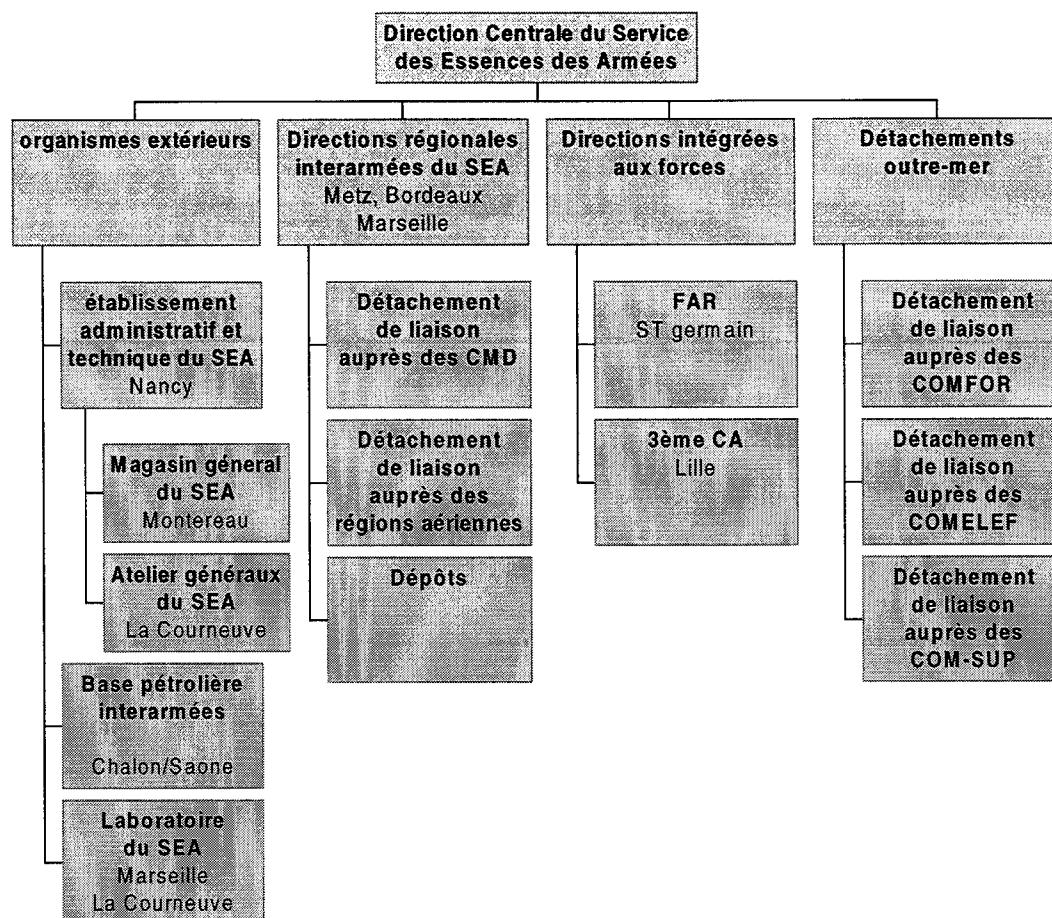 Direction Centrale du Service
des Essences des Armées
organismes extérieurs
Directions régionales
interarmées du SEA
Metz, Bordeaux
Marseille
Directions intégrées
aux forces
Détachements
outre-mer
établissement
administratif et
technique du SEA
Nancy
Magasin géneral
du SEA
Montereau
Atelier généraux
du SEA
La Courneuve
Base pétrolière
interarmées
Chalon/Saone
Laboratoire
du SEA
Marseille
La Courneuve
Détachement
de liaison
auprès des CMD
Détachement
de liaison
auprès des
régions aériennes
Dépôts
FAR
ST germain
3ème CA
Lille
Détachement
de liaison
auprès des
COMFOR
Détachement
de liaison
auprès des
COMELEF
Détachement
de liaison
auprès des
COM-SUP